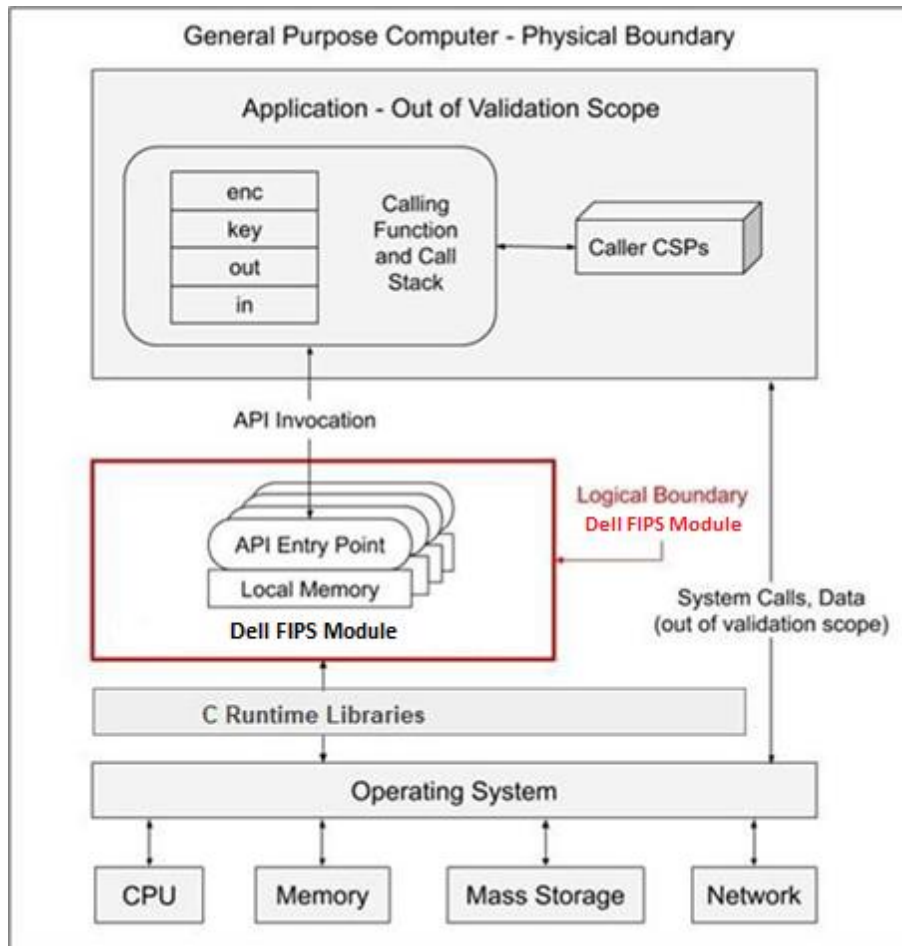 General Purpose Computer - Physical Boundary
Application - Out of Validation Scope
enc
key
out
in
Calling
Function
and Call
Stack
Caller CSPs
API Invocation
API Entry Point
Local Memory
Dell FIPS Module
Logical Boundary
Dell FIPS Module
System Calls, Data
(out of validation scope)
C Runtime Libraries
Operating System
CPU
Memory
Mass Storage
Network